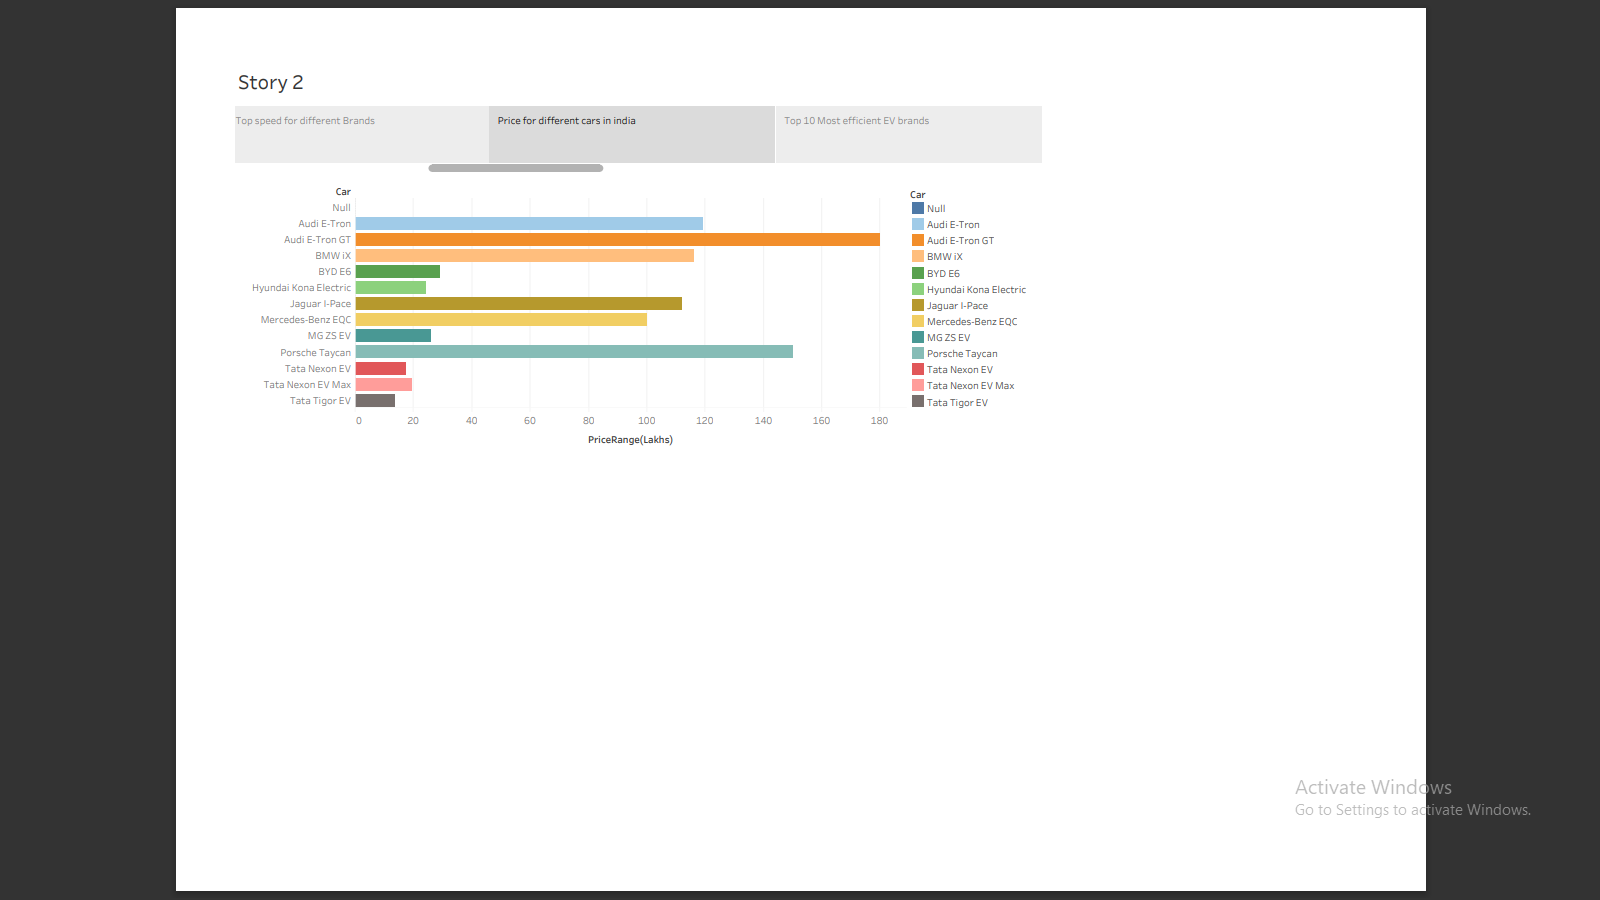 Story 2
Top speed for different Brands
Price for different cars in india
Top 10 Most efficient EV brands
Car
Null
Audi E-Tron
Audi E-Tron GT
BMW iX
BYD E6
Hyundai Kona Electric
Jaguar I-Pace
Mercedes-Benz EQC
MG ZS EV
Porsche Taycan
Tata Nexon EV
Tata Nexon EV Max
Tata Tigor EV
0 20 40 60 80 100 120 140 160 180
PriceRange(Lakhs)
Car
Null
Audi E-Tron
Audi E-Tron GT
BMW iX
BYD E6
Hyundai Kona Electric
Jaguar I-Pace
Mercedes-Benz EQC
MG ZS EV
Porsche Taycan
Tata Nexon EV
Tata Nexon EV Max
Tata Tigor EV
Activate Windows
Go to Settings to activate Windows.